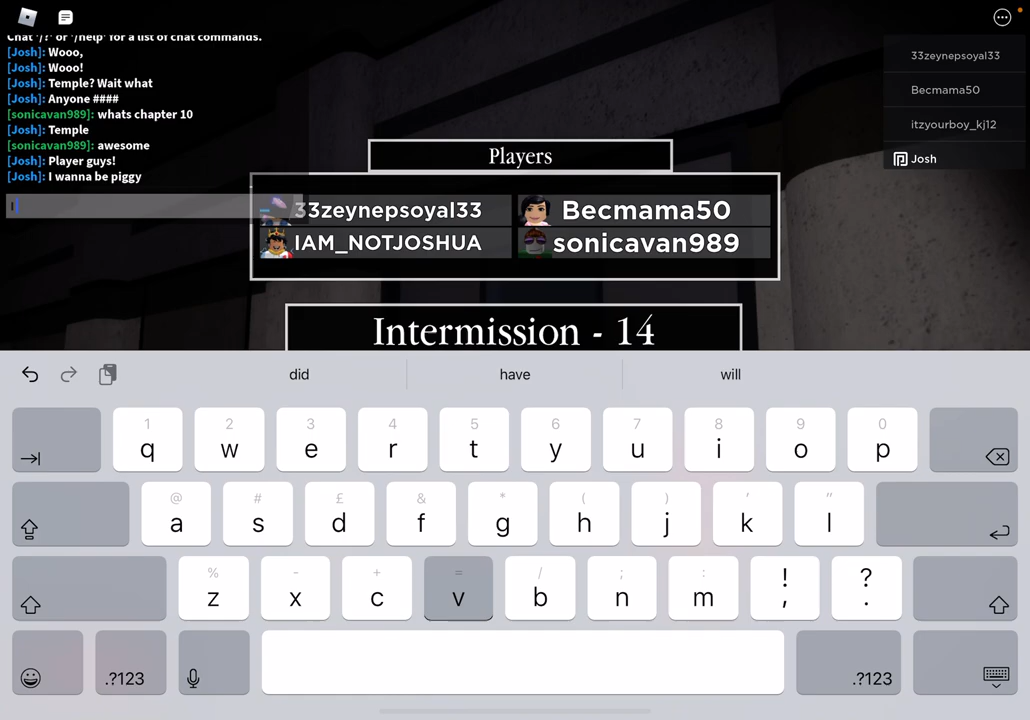 Chat '/?' or '/help' for a list of chat commands.
[Josh]: Wooo,
[Josh]: Wooo!
[Josh]: Temple? Wait what
[Josh]: Anyone ####
[sonicavan989]: whats chapter 10
[Josh]: Temple
[sonicavan989]: awesome
[Josh]: Player guys!
[Josh]: I wanna be piggy
I
33zeynepsoyal33
Becmama50
itzyourboy_kj12
Josh
Players
33zeynepsoyal33 Becmama50
IAM_NOTJOSHUA sonicavan989
Intermission - 14
did have will
1 2 3 4 5 6 7 8 9 0
q w e r t y u i o p
@ # £ & * ( ) ' "
a s d f g h j k l
% - + = / ; : ! ?
z x c v b n m , .
.?123 .?123